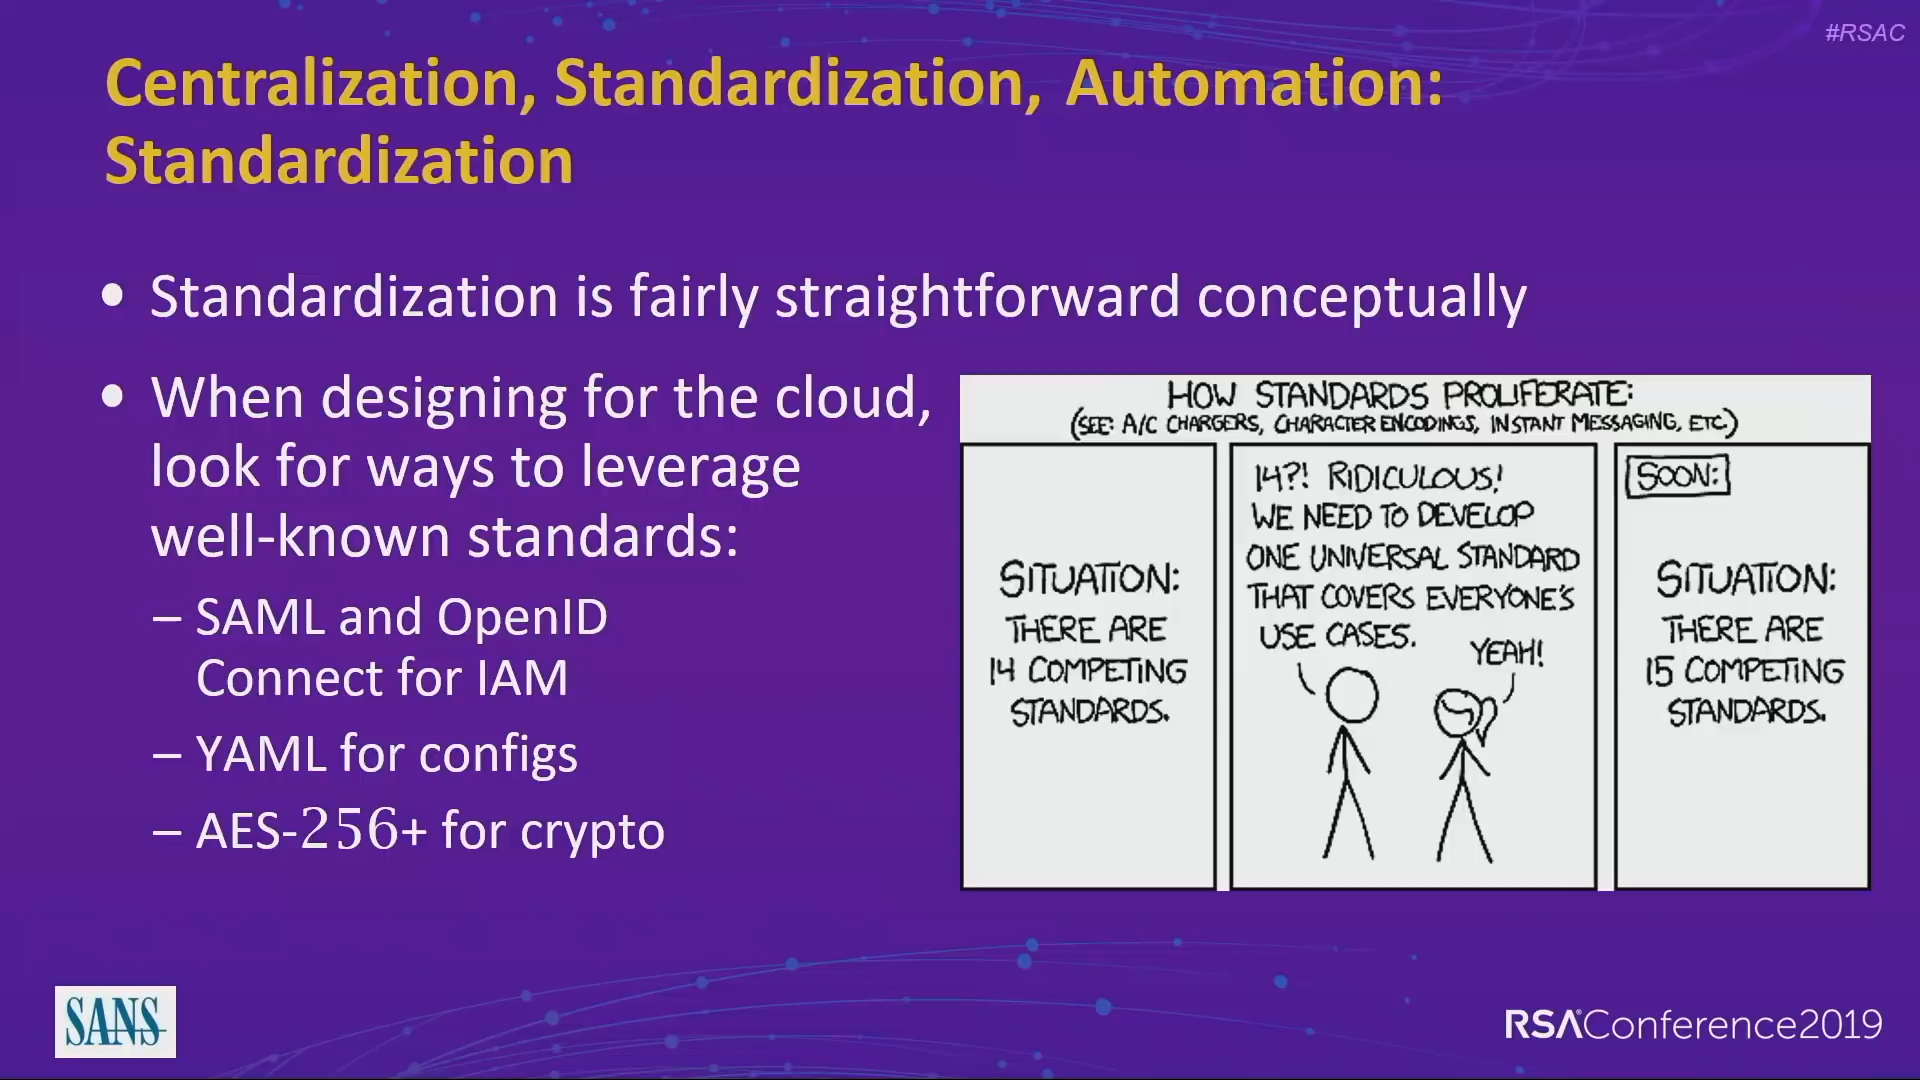 #RSAC
Centralization, Standardization, Automation:
Standardization
• Standardization is fairly straightforward conceptually
• When designing for the cloud,
look for ways to leverage
well-known standards:
– SAML and OpenID
Connect for IAM
– YAML for configs
– AES-256+ for crypto
HOW STANDARDS PROLIFERATE:
(SEE: A/C CHARGERS, CHARACTER ENCODINGS, INSTANT MESSAGING, ETC.)
SITUATION:
THERE ARE
14 COMPETING
STANDARDS.
14?! RIDICULOUS!
WE NEED TO DEVELOP
ONE UNIVERSAL STANDARD
THAT COVERS EVERYONE'S
USE CASES.
YEAH!
SOON:
SITUATION:
THERE ARE
15 COMPETING
STANDARDS.
SANS
RSAConference2019